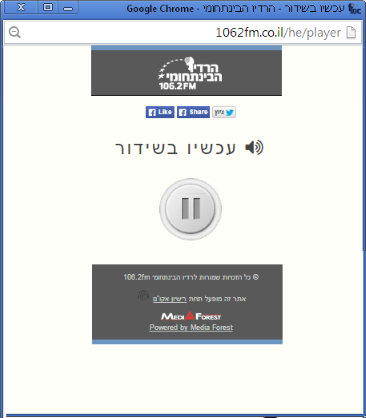 עכשיו בשידור - הרדיו הבינתחומי - Google Chrome
1062fm.co.il/he/player
הרדיו
הבינתחומי
106.2FM
Like Share ציוץ
עכשיו בשידור
© כל הזכויות שמורות לרדיו הבינתחומי 106.2fm
אתר זה מופעל תחת רישיון אקו"ם
MEDIA FOREST
Powered by Media Forest